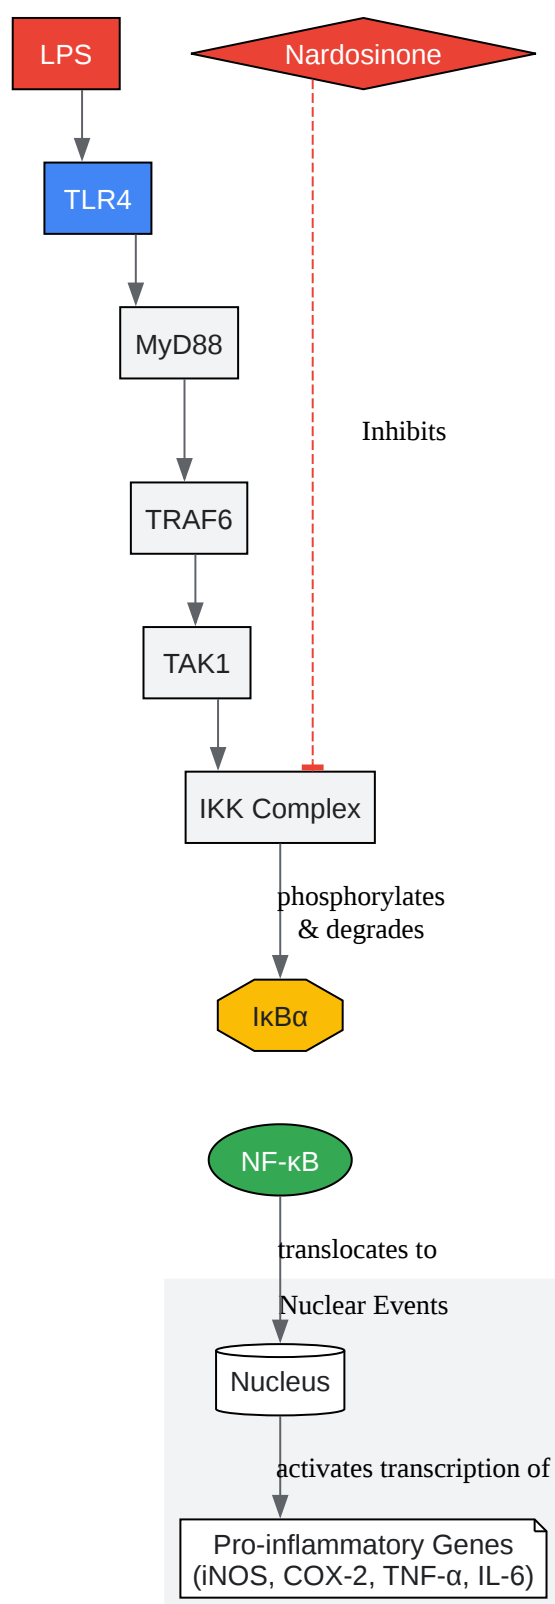 LPS
Nardosinone
TLR4
MyD88
Inhibits
TRAF6
TAK1
IKK Complex
phosphorylates
& degrades
IκBα
NF-κB
translocates to
Nuclear Events
Nucleus
activates transcription of
Pro-inflammatory Genes
(iNOS, COX-2, TNF-α, IL-6)